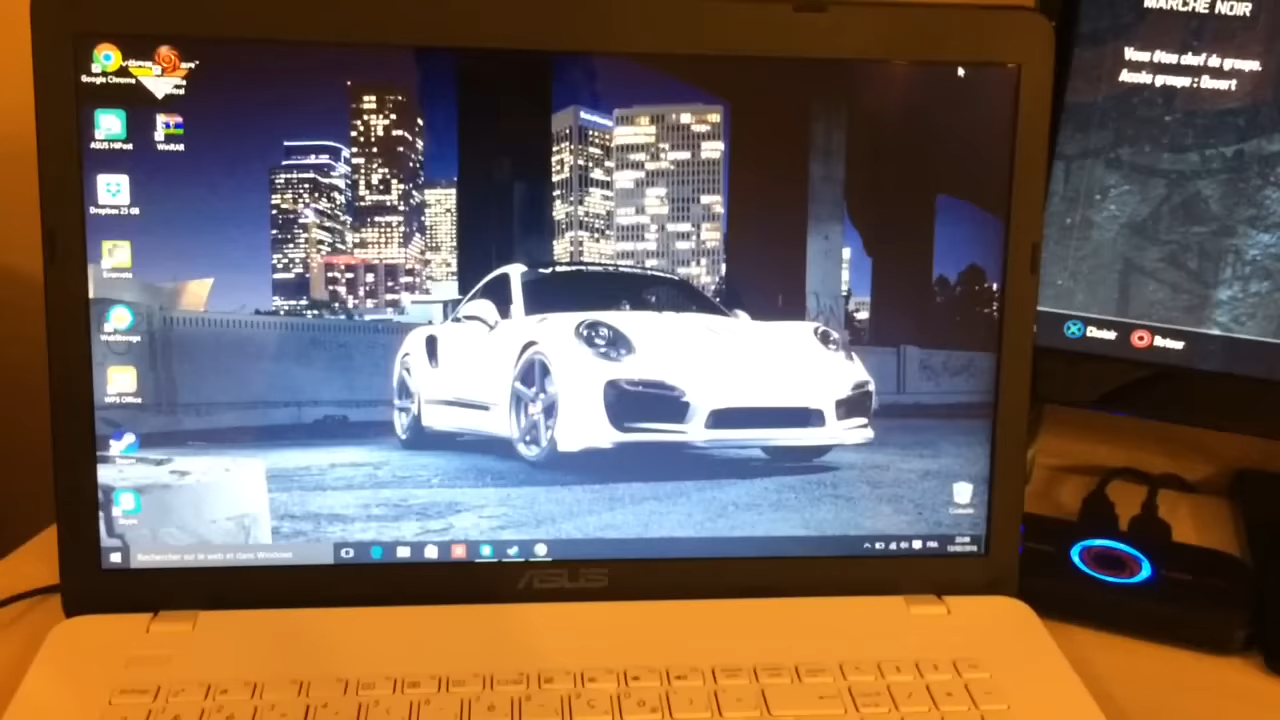 MARCHE NOIR
Vous êtes chef du groupe.
Accès groupe : Ouvert
Google Chrome
ASUS HiPost
WinRAR
Dropbox 25 GB
Evernote
WebStorage
WPS Office
Steam
Skype
Corbeille
Choisir
Retour
Rechercher sur le web et dans Windows
FRA
ASUS